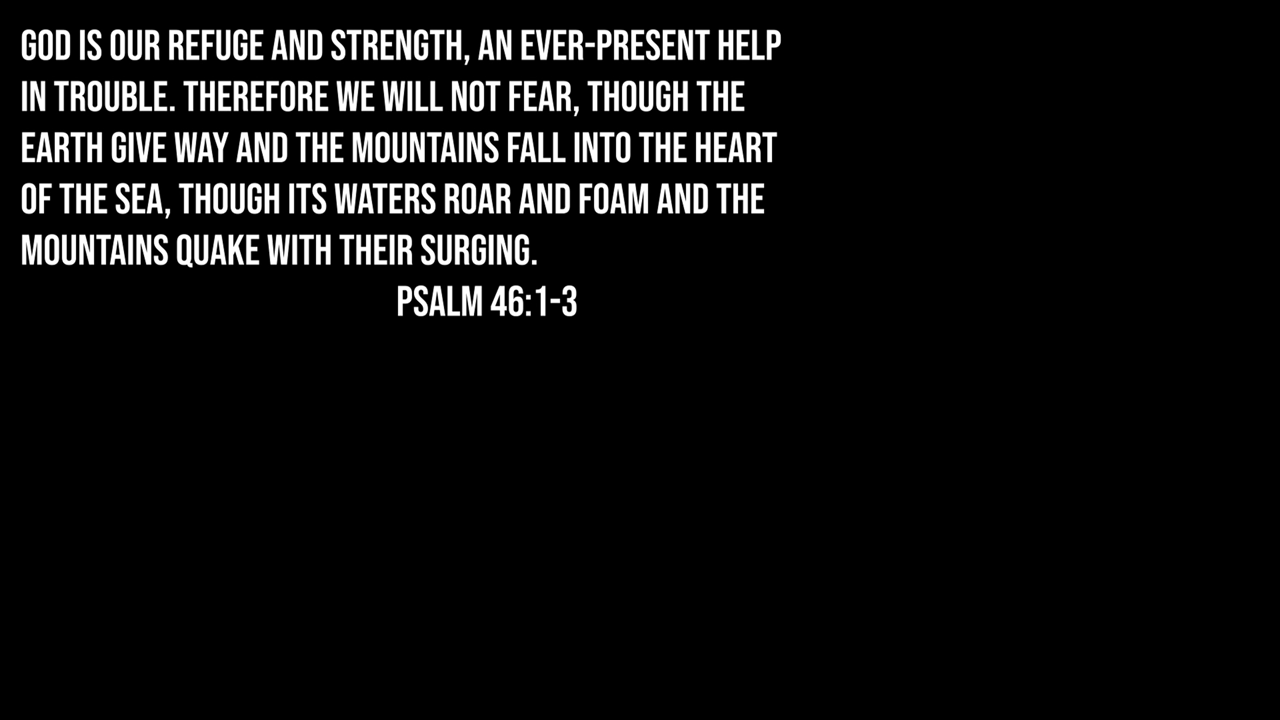 GOD IS OUR REFUGE AND STRENGTH, AN EVER-PRESENT HELP
IN TROUBLE. THEREFORE WE WILL NOT FEAR, THOUGH THE
EARTH GIVE WAY AND THE MOUNTAINS FALL INTO THE HEART
OF THE SEA, THOUGH ITS WATERS ROAR AND FOAM AND THE
MOUNTAINS QUAKE WITH THEIR SURGING.
PSALM 46:1-3